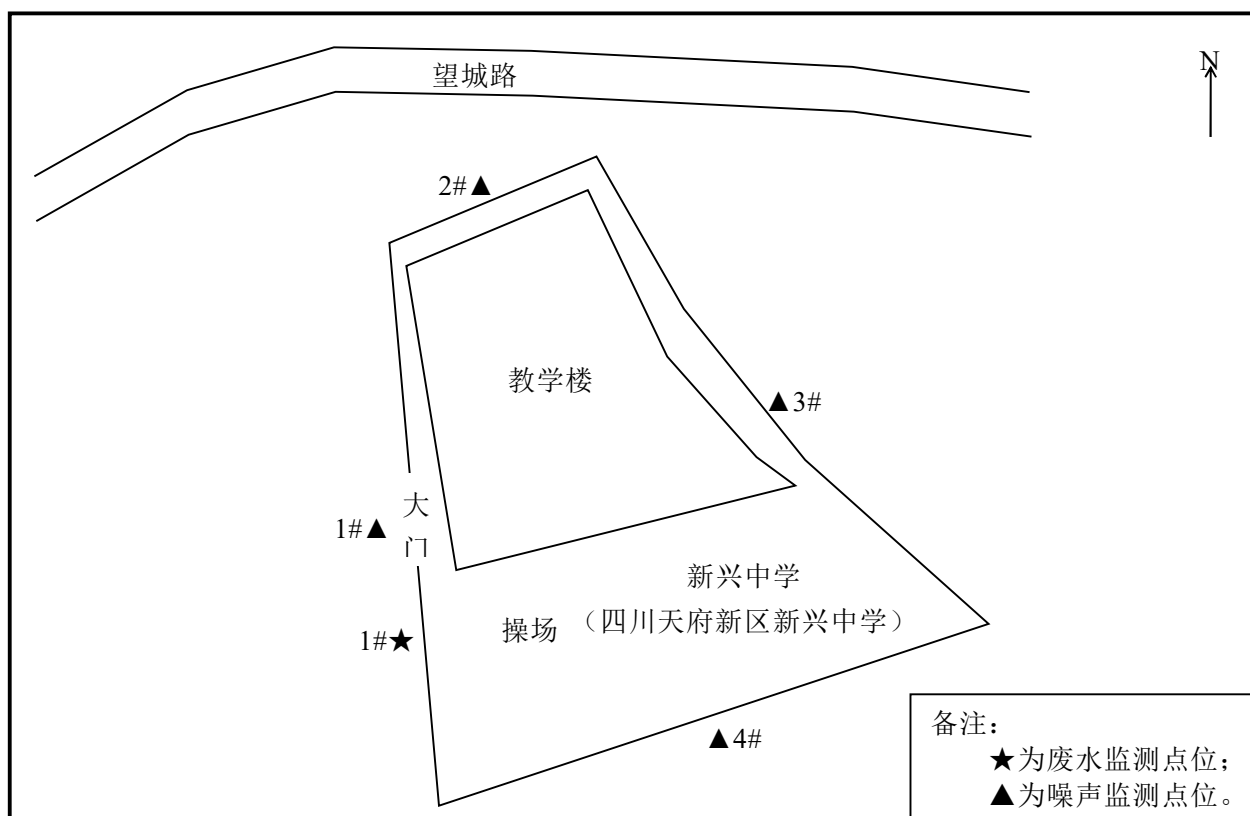 望城路
N
2#▲
教学楼
▲3#
大门
1#▲
新兴中学
（四川天府新区新兴中学）
操场
1#★
▲4#
备注：
★为废水监测点位；
▲为噪声监测点位。